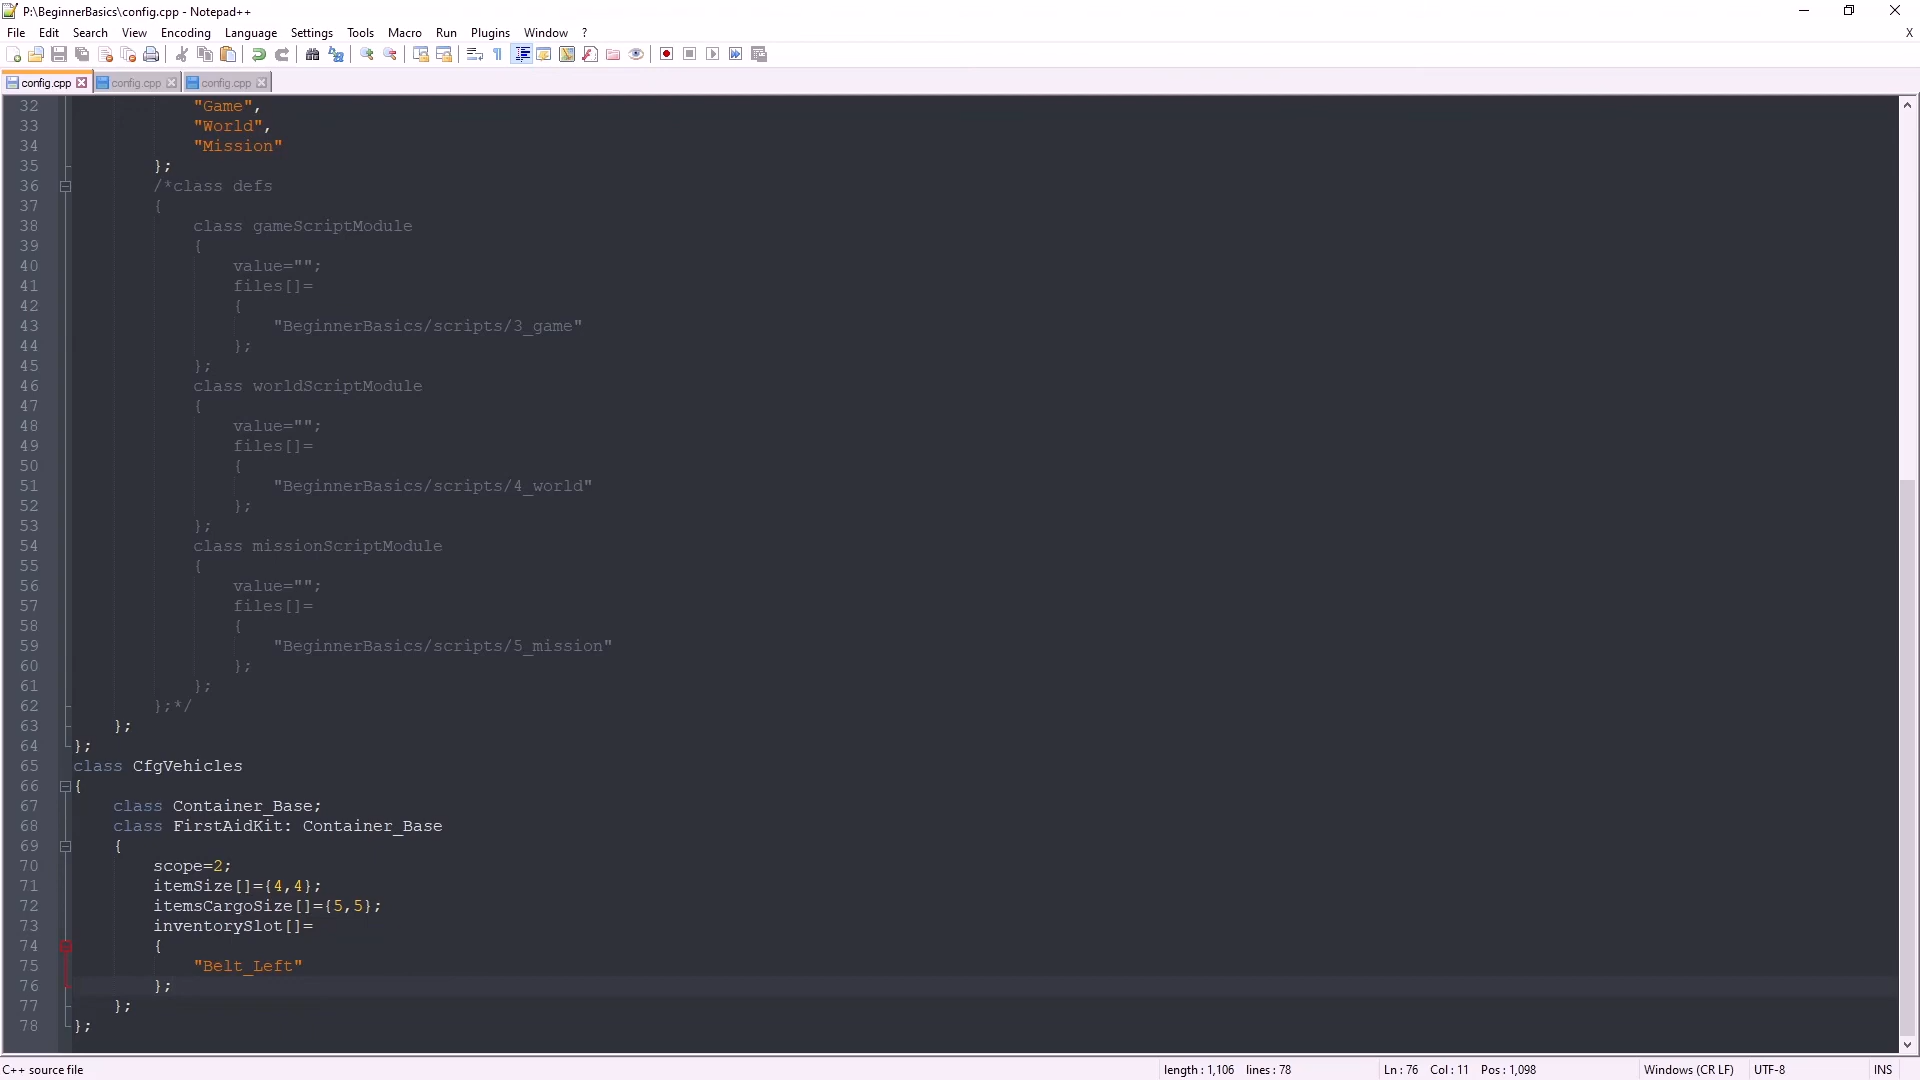 P:\BeginnerBasics\config.cpp - Notepad++
File Edit Search View Encoding Language Settings Tools Macro Run Plugins Window ? X
config.cpp config.cpp config.cpp
32 "Game",
33 "World",
34 "Mission"
35 };
36 /*class defs
37 {
38 class gameScriptModule
39 {
40 value="";
41 files[]=
42 {
43 "BeginnerBasics/scripts/3_game"
44 };
45 };
46 class worldScriptModule
47 {
48 value="";
49 files[]=
50 {
51 "BeginnerBasics/scripts/4_world"
52 };
53 };
54 class missionScriptModule
55 {
56 value="";
57 files[]=
58 {
59 "BeginnerBasics/scripts/5_mission"
60 };
61 };
62 };*/
63 };
64 };
65 class CfgVehicles
66 {
67 class Container_Base;
68 class FirstAidKit: Container_Base
69 {
70 scope=2;
71 itemSize[]={4,4};
72 itemsCargoSize[]={5,5};
73 inventorySlot[]=
74 {
75 "Belt_Left"
76 };
77 };
78 };
C++ source file length : 1,106 lines : 78 Ln : 76 Col : 11 Pos : 1,098 Windows (CR LF) UTF-8 INS